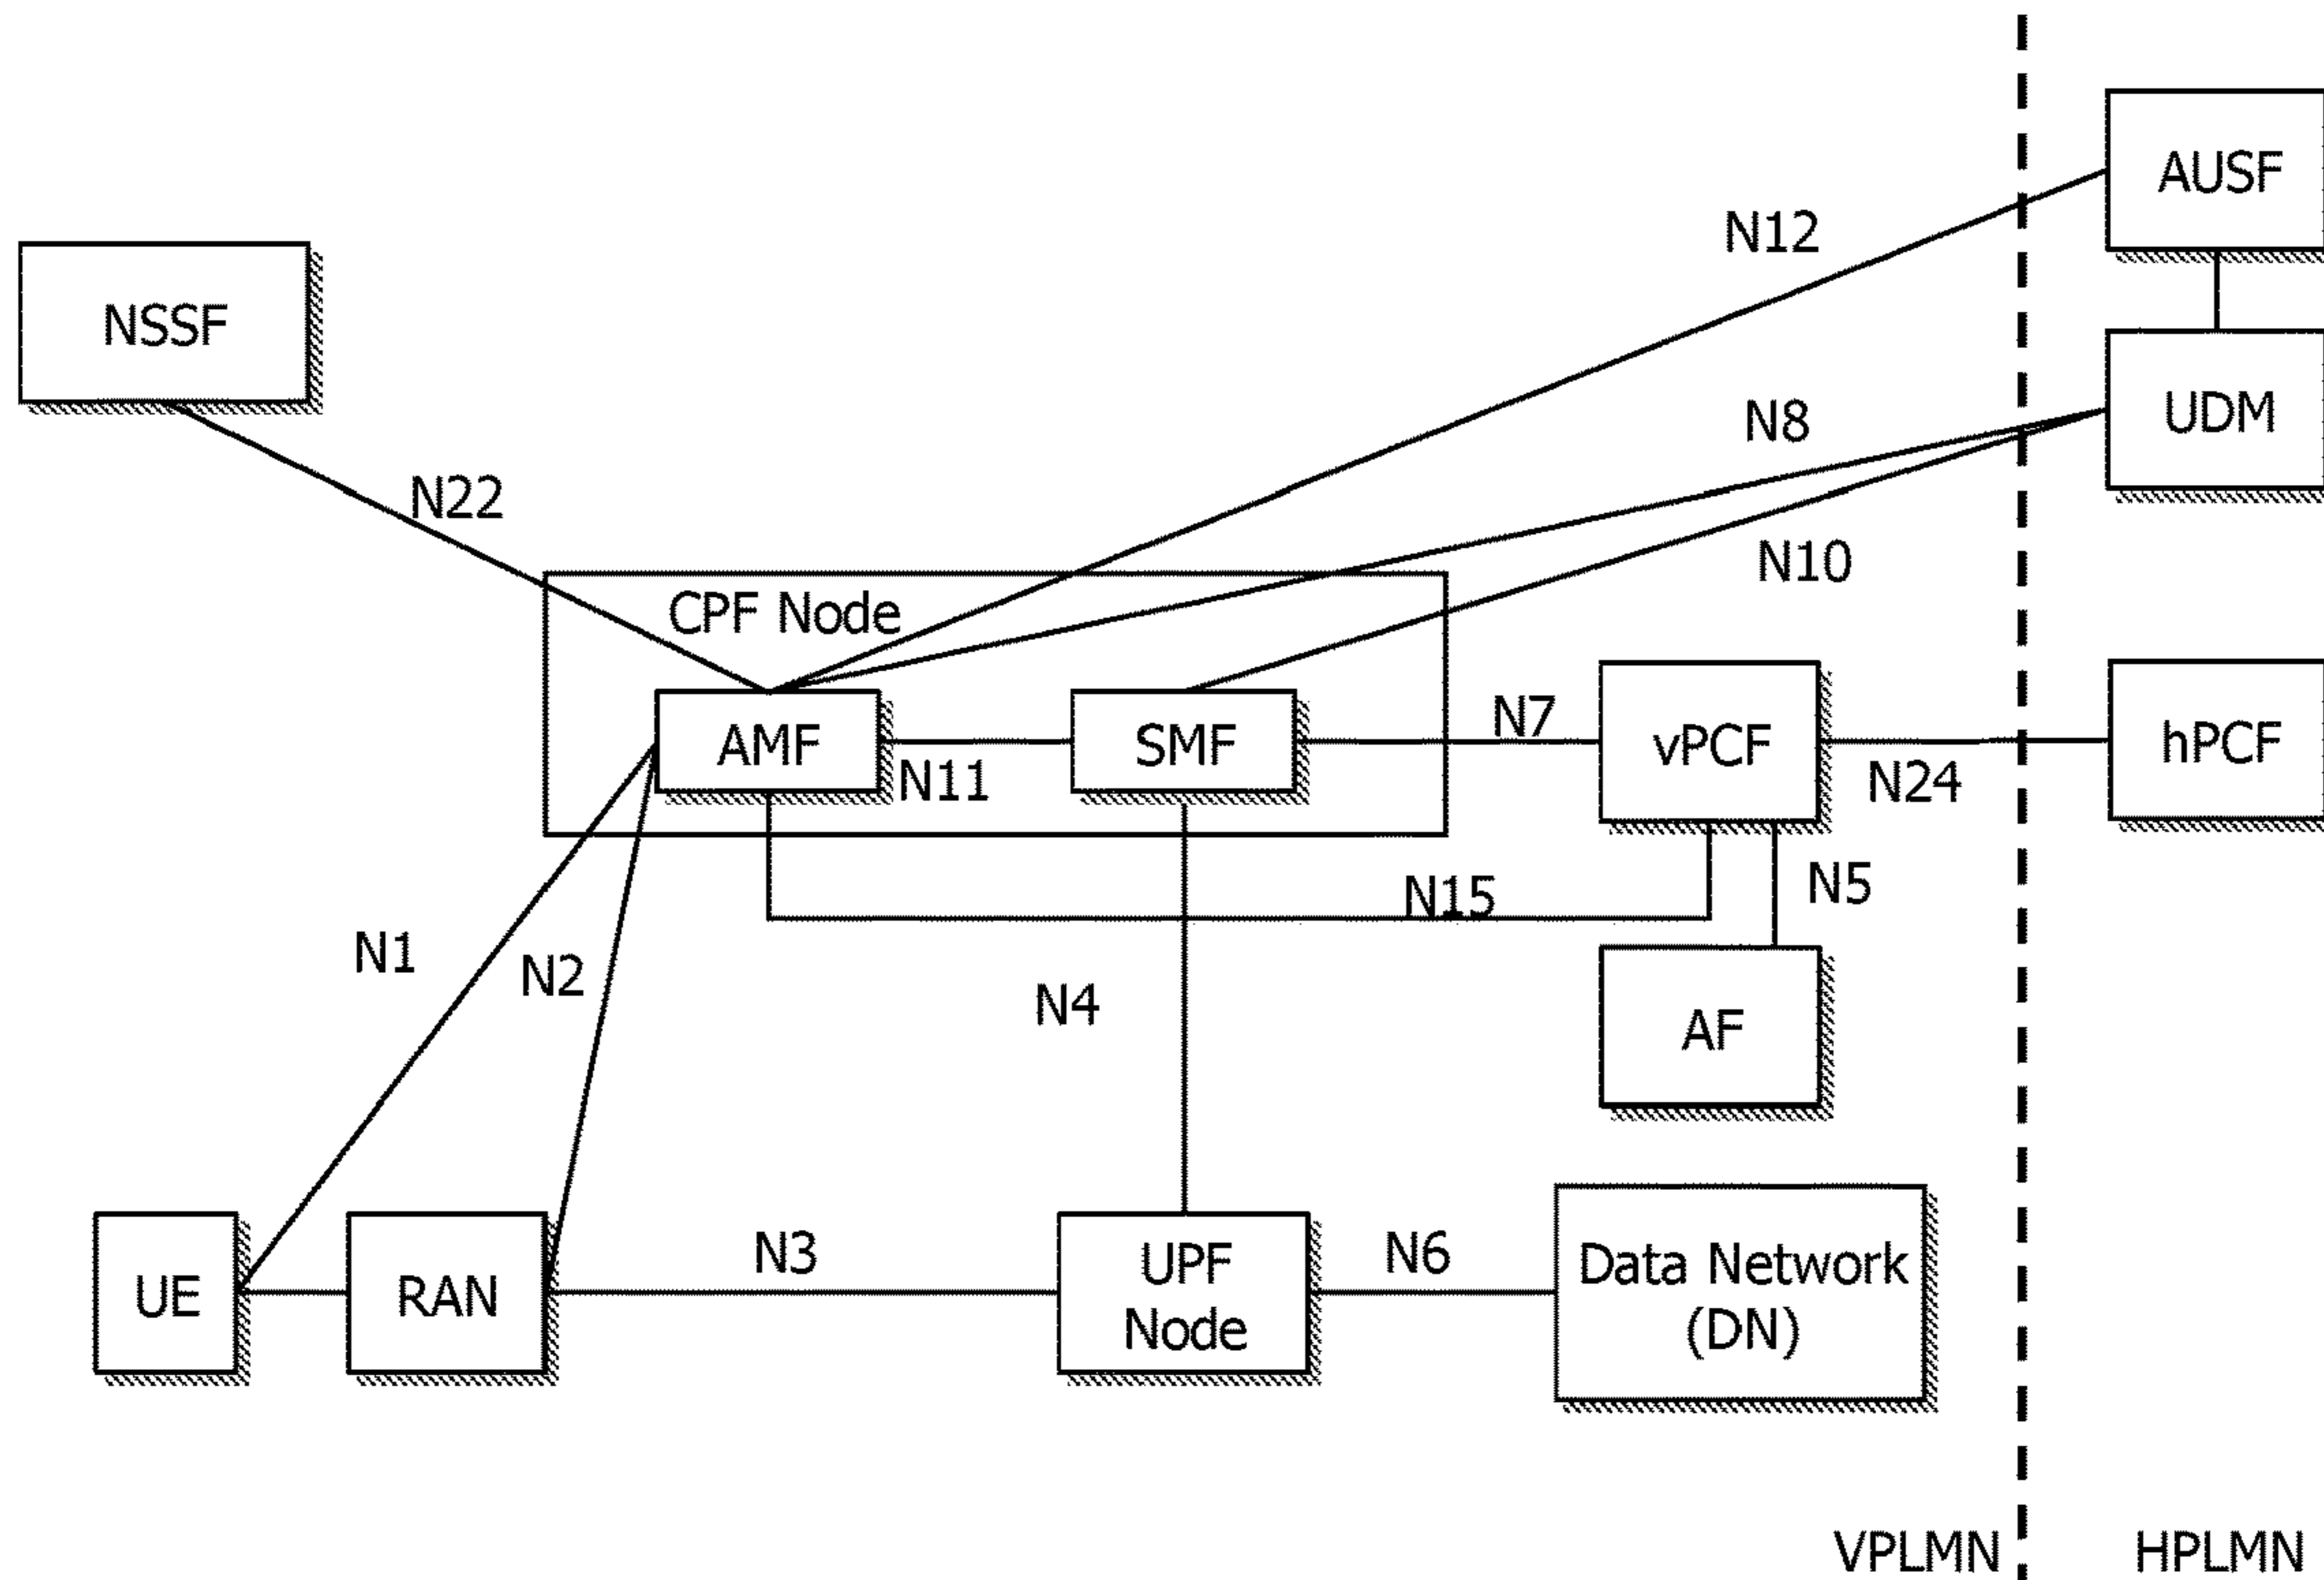 AUSF
N12
NSSF
UDM
N8
N22
N10
CPF Node
AMF
N11
SMF
N7
vPCF
N24
hPCF
N15
N5
N1
N2
N4
AF
UE
RAN
N3
UPF
Node
N6
Data Network
(DN)
VPLMN
HPLMN